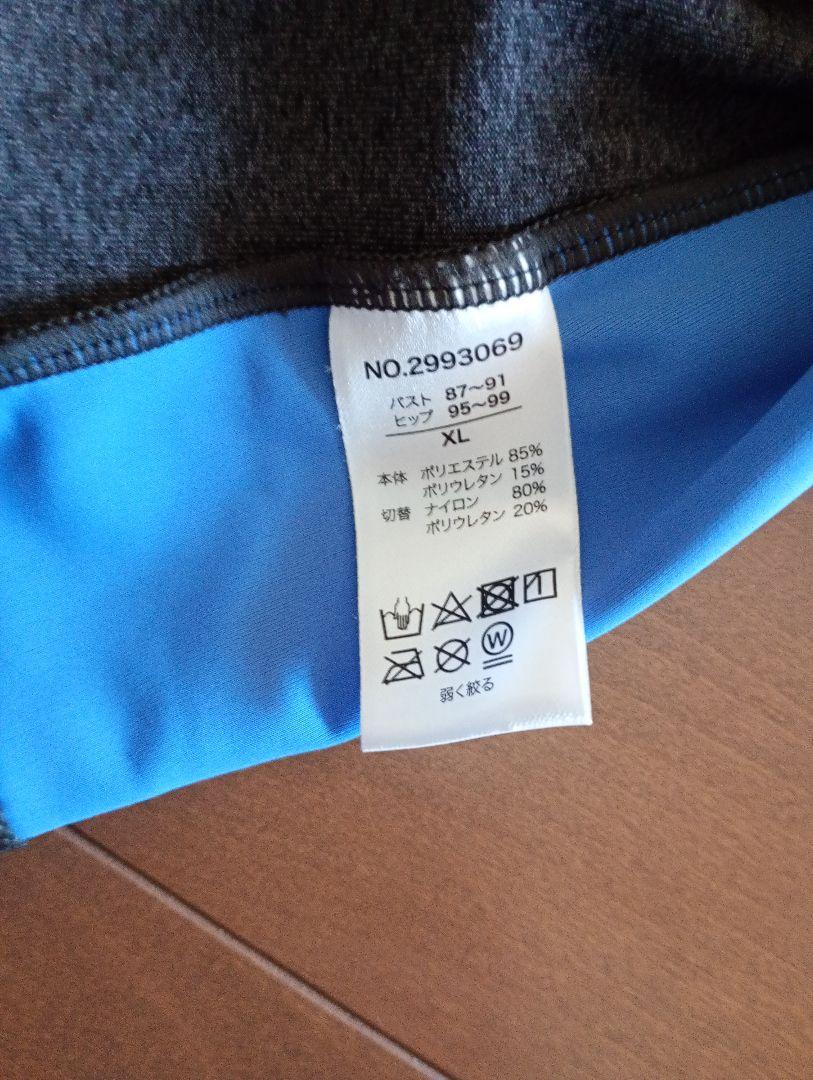 NO.2993069
バスト 87〜91
ヒップ 95〜99
XL
本体 ポリエステル 85%
ポリウレタン 15%
切替 ナイロン 80%
ポリウレタン 20%
W
弱く絞る